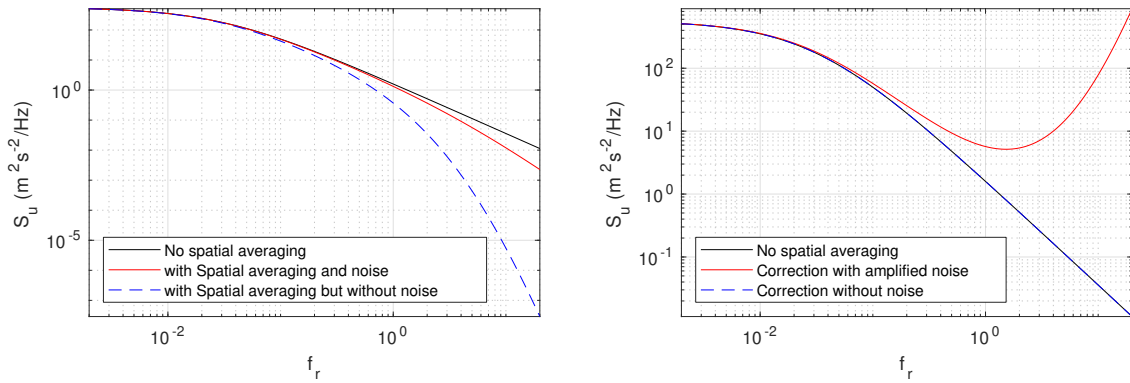 10^0
10^-5
S_u (m^2 s^-2/Hz)
No spatial averaging
with Spatial averaging and noise
with Spatial averaging but without noise
10^-2
10^0
f_r
10^2
10^1
10^0
10^-1
S_u (m^2 s^-2/Hz)
No spatial averaging
Correction with amplified noise
Correction without noise
10^-2
10^0
f_r